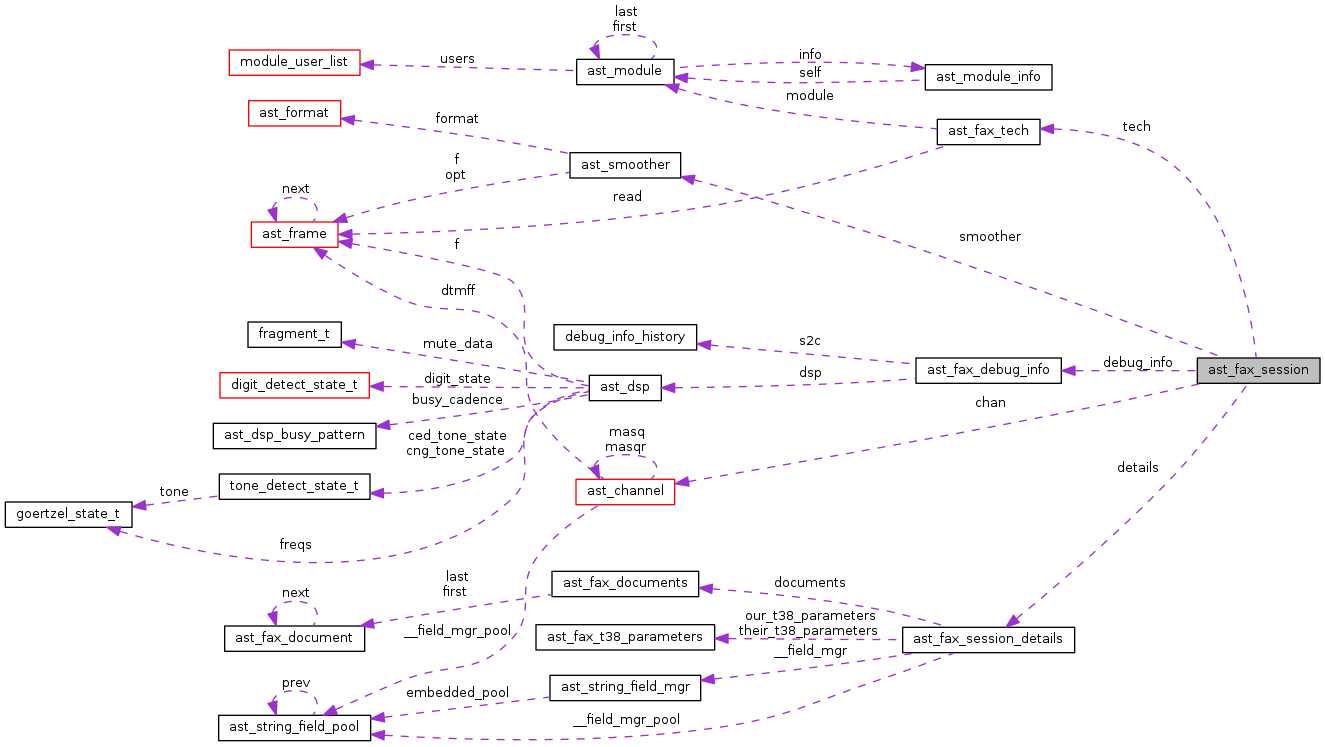 last
first
module_user_list
users
ast_module
info
self
ast_module_info
module
ast_format
format
ast_fax_tech
tech
ast_smoother
f
opt
next
read
ast_frame
smoother
f
dtmff
fragment_t
mute_data
debug_info_history
s2c
ast_fax_debug_info
debug_info
ast_fax_session
digit_detect_state_t
digit_state
ast_dsp
dsp
busy_cadence
chan
ast_dsp_busy_pattern
ced_tone_state
cng_tone_state
masq
masqr
details
tone_detect_state_t
tone
ast_channel
goertzel_state_t
freqs
last
first
ast_fax_documents
documents
next
ast_fax_document
__field_mgr_pool
ast_fax_t38_parameters
our_t38_parameters
their_t38_parameters
ast_fax_session_details
__field_mgr
prev
embedded_pool
ast_string_field_mgr
ast_string_field_pool
__field_mgr_pool